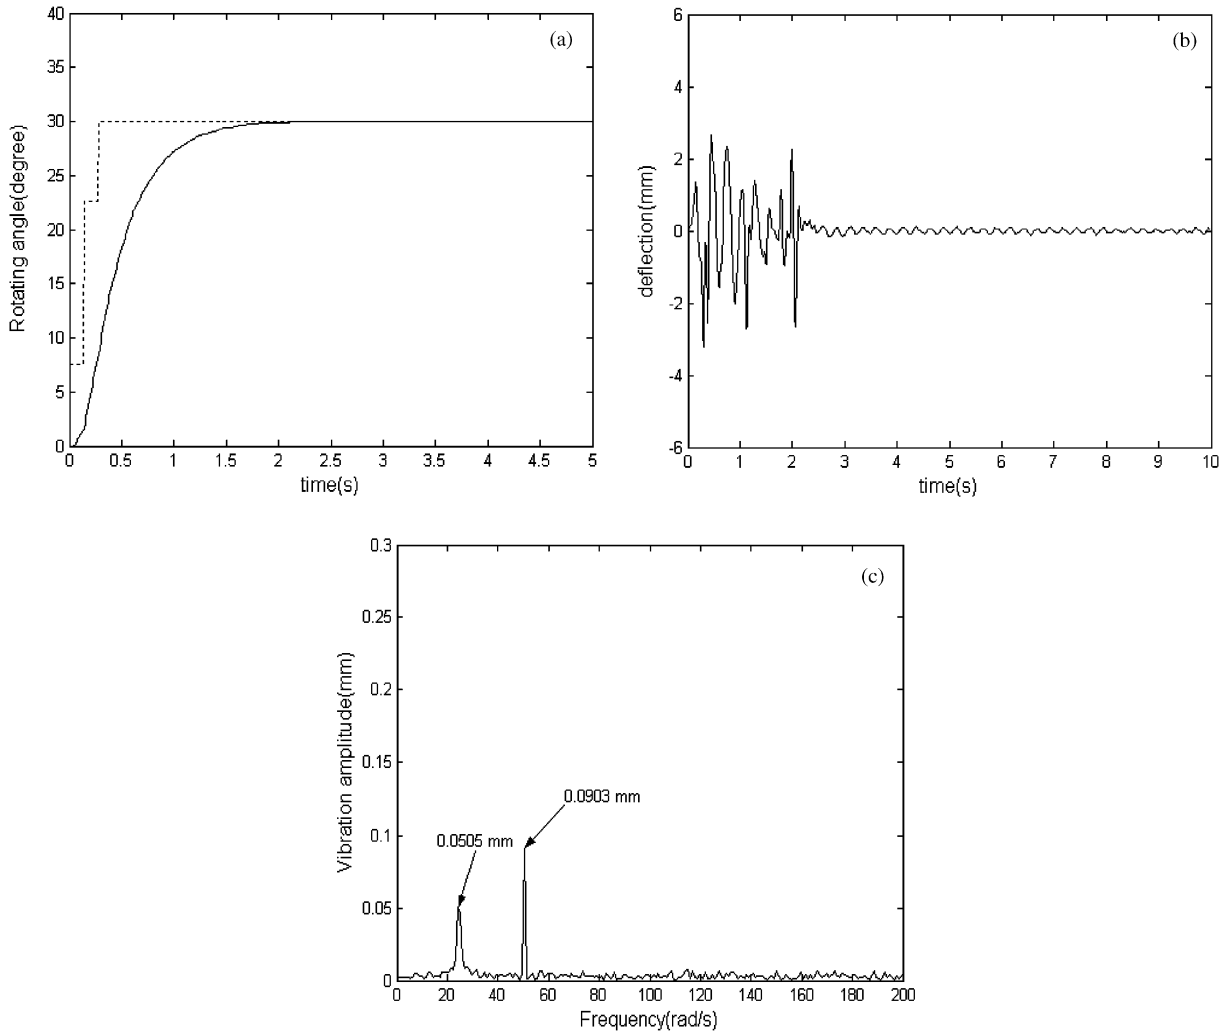 (a)
40
35
30
25
20
15
10
5
0
Rotating angle(degree)
0 0.5 1 1.5 2 2.5 3 3.5 4 4.5 5
time(s)
(b)
6
4
2
0
-2
-4
-6
deflection(mm)
0 1 2 3 4 5 6 7 8 9 10
time(s)
(c)
0.3
0.25
0.2
0.15
0.1
0.05
0
Vibration amplitude(mm)
0.0903 mm
0.0505 mm
0 20 40 60 80 100 120 140 160 180 200
Frequency(rad/s)